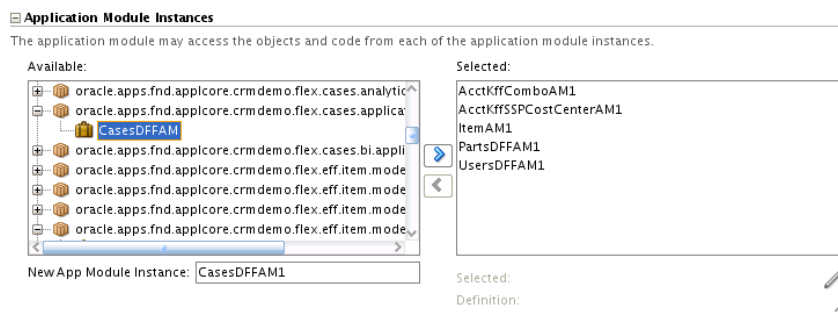 Application Module Instances
The application module may access the objects and code from each of the application module instances.
Available:
oracle.apps.fnd.applcore.crmdemo.flex.cases.analytic
oracle.apps.fnd.applcore.crmdemo.flex.cases.applica
CasesDFFAM
oracle.apps.fnd.applcore.crmdemo.flex.cases.bi.appli
oracle.apps.fnd.applcore.crmdemo.flex.eff.item.mode
oracle.apps.fnd.applcore.crmdemo.flex.eff.item.mode
oracle.apps.fnd.applcore.crmdemo.flex.eff.item.mode
oracle.apps.fnd.applcore.crmdemo.flex.eff.item.mode
New App Module Instance: CasesDFFAM1
Selected:
AcctKffComboAM1
AcctKffSSPCostCenterAM1
ItemAM1
PartsDFFAM1
UsersDFFAM1
Selected:
Definition: